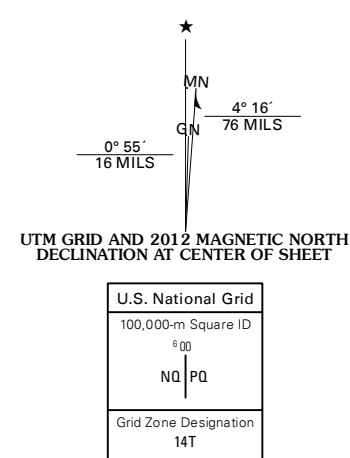 ★
MN
4° 16´
76 MILS
GN
0° 55´
16 MILS
UTM GRID AND 2012 MAGNETIC NORTH
DECLINATION AT CENTER OF SHEET
U.S. National Grid
100,000-m Square ID
⁶00
NQ PQ
Grid Zone Designation
14T